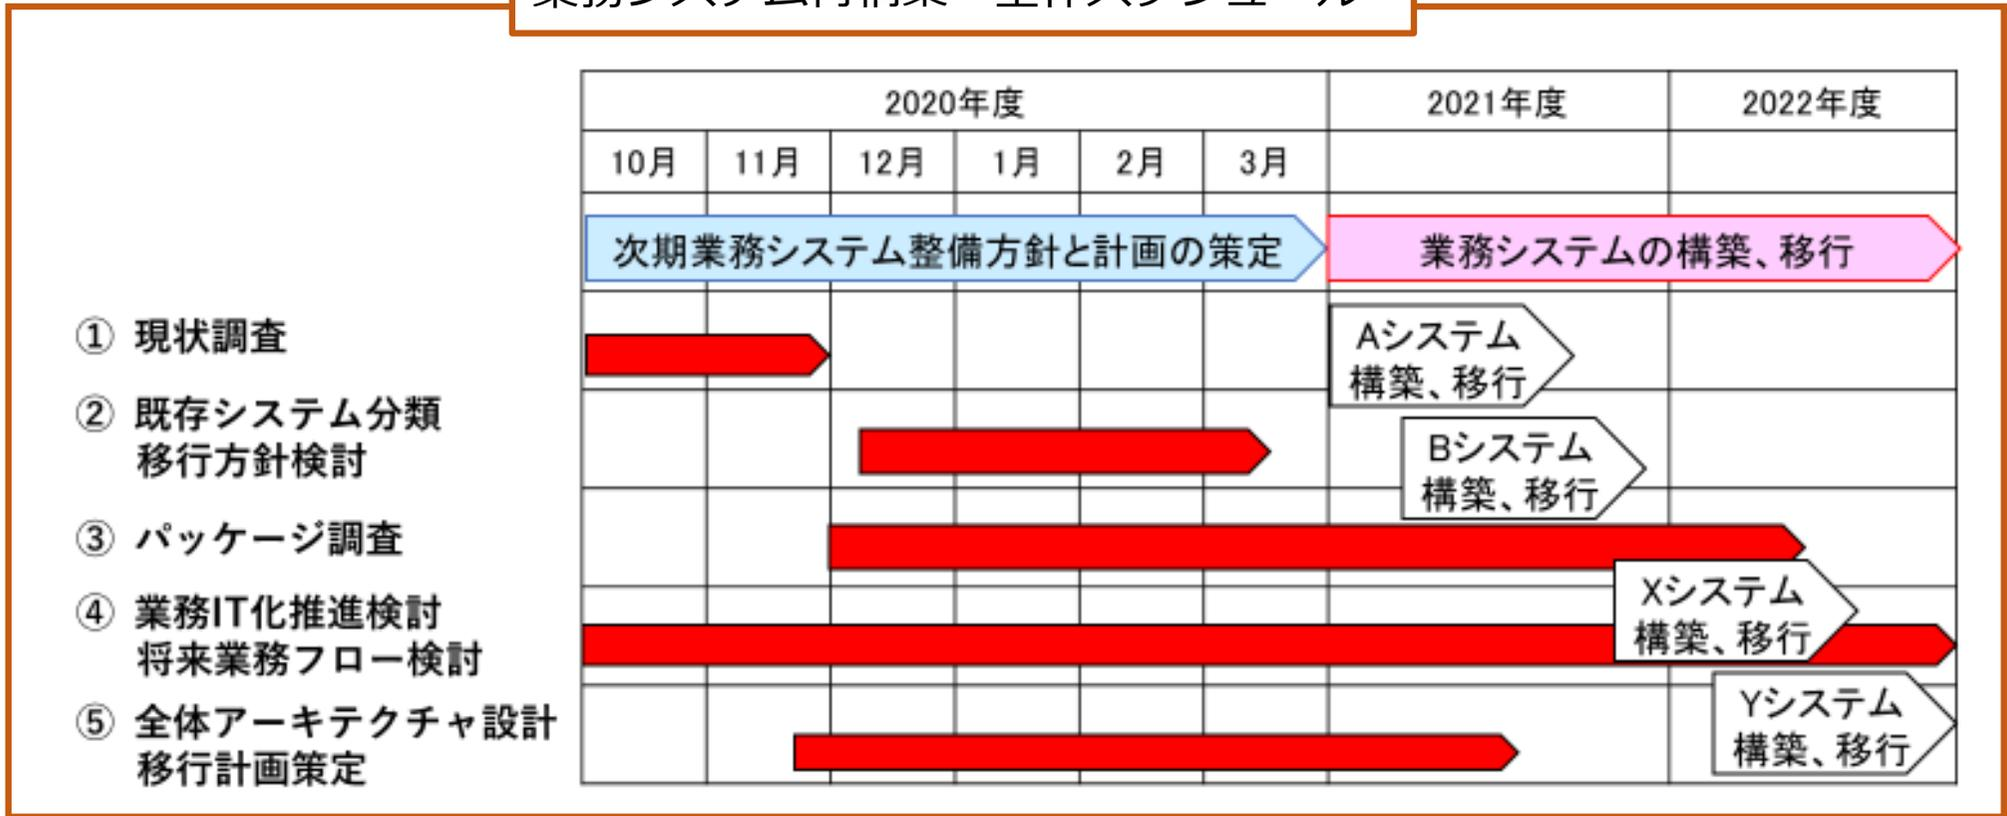 2020年度
2021年度
2022年度
10月
11月
12月
1月
2月
3月
次期業務システム整備方針と計画の策定
業務システムの構築、移行
① 現状調査
Aシステム
構築、移行
② 既存システム分類
移行方針検討
Bシステム
構築、移行
③ パッケージ調査
④ 業務IT化推進検討
将来業務フロー検討
Xシステム
構築、移行
⑤ 全体アーキテクチャ設計
移行計画策定
Yシステム
構築、移行